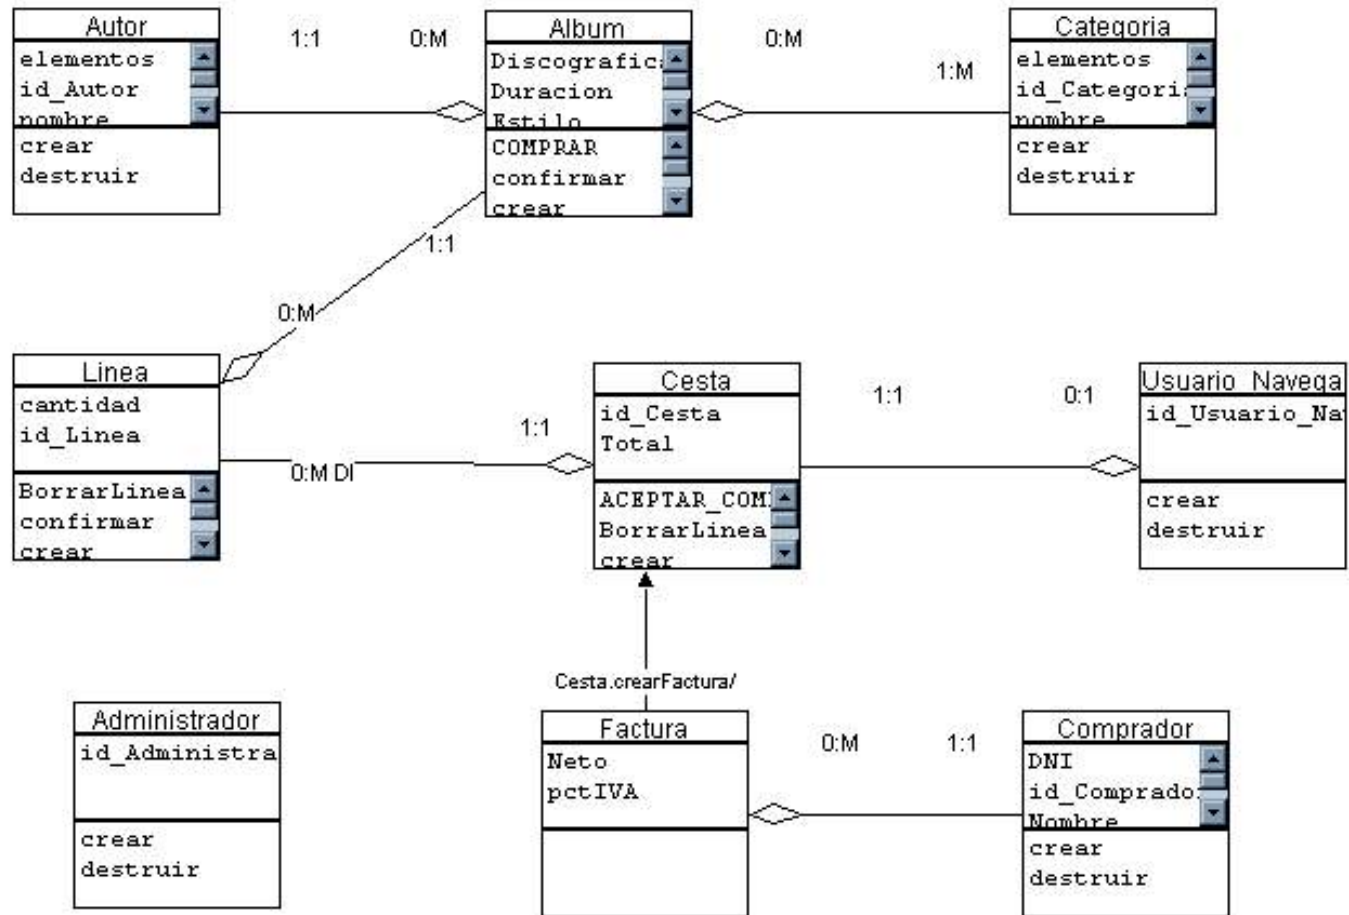 Autor
elementos
id_Autor
nombre
crear
destruir
1:1
0:M
Album
Discografica
Duracion
Estilo
COMPRAR
confirmar
crear
0:M
1:M
Categoria
elementos
id_Categori
nombre
crear
destruir
1:1
0:M
Linea
cantidad
id_Linea
BorrarLinea
confirmar
crear
0:M DI
1:1
Cesta
id_Cesta
Total
ACEPTAR_COM
BorrarLinea
crear
1:1
0:1
Usuario_Navega
id_Usuario_Na
crear
destruir
Cesta.crearFactura/
Administrador
id_Administra
crear
destruir
Factura
Neto
pctIVA
0:M
1:1
Comprador
DNI
id_Comprado
Nombre
crear
destruir